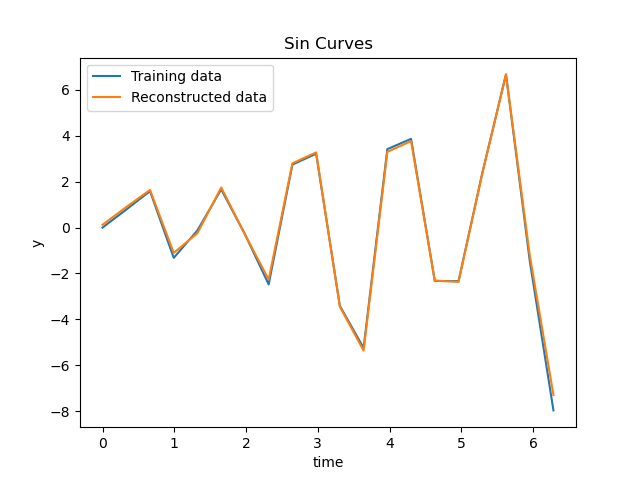 Sin Curves
Training data
Reconstructed data
6
4
2
0
−2
−4
−6
−8
y
0 1 2 3 4 5 6
time